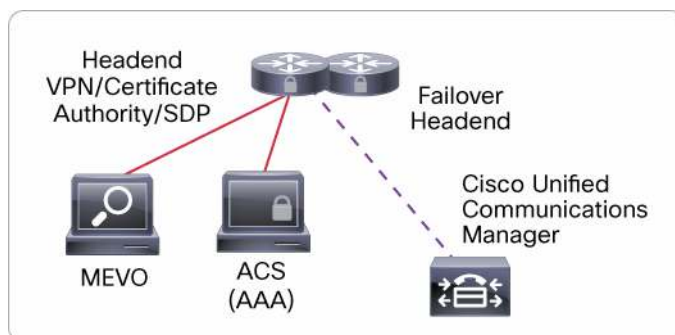 Headend
VPN/Certificate
Authority/SDP
Failover
Headend
Cisco Unified
Communications
Manager
MEVO
ACS
(AAA)